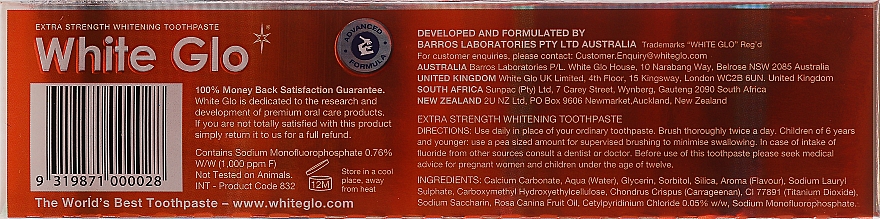 EXTRA STRENGTH WHITENING TOOTHPASTE
White Glo
ADVANCED
FORMULA
9 319871 000028
100% Money Back Satisfaction Guarantee.
White Glo is dedicated to the research and
development of premium oral care products.
If you are not totally satisfied with this product
simply return it to us for a full refund.
Contains Sodium Monofluorophosphate 0.76%
W/W (1,000 ppm F)
Not Tested on Animals.
INT - Product Code 832
12M
Store in a cool
place, away
from heat
The World's Best Toothpaste – www.whiteglo.com
DEVELOPED AND FORMULATED BY
BARROS LABORATORIES PTY LTD AUSTRALIA Trademarks "WHITE GLO" Reg'd
For customer enquiries, please contact: Customer.Enquiry@whiteglo.com
AUSTRALIA Barros Laboratories P/L. White Glo House, 10 Narabang Way, Belrose NSW 2085 Australia
UNITED KINGDOM White Glo UK Limited, 4th Floor, 15 Kingsway, London WC2B 6UN. United Kingdom
SOUTH AFRICA Sunpac (Pty) Ltd, 7 Carey Street, Wynberg, Gauteng 2090 South Africa
NEW ZEALAND 2U NZ Ltd, PO BOX 9606 Newmarket,Auckland, New Zealand
EXTRA STRENGTH WHITENING TOOTHPASTE
DIRECTIONS: Use daily in place of your ordinary toothpaste. Brush thoroughly twice a day. Children of 6 years
and younger: use a pea sized amount for supervised brushing to minimise swallowing. In case of intake of
fluoride from other sources consult a dentist or doctor. Before use of this toothpaste please seek medical
advice for pregnant women and children under the age of twelve.
INGREDIENTS: Calcium Carbonate, Aqua (Water), Glycerin, Sorbitol, Silica, Aroma (Flavour), Sodium Lauryl
Sulphate, Carboxymethyl Hydroxyethylcellulose, Chondrus Crispus (Carrageenan), CI 77891 (Titanium Dioxide),
Sodium Saccharin, Rosa Canina Fruit Oil, Cetylpyridinium Chloride 0.05% w/w, Sodium Hydroxide.